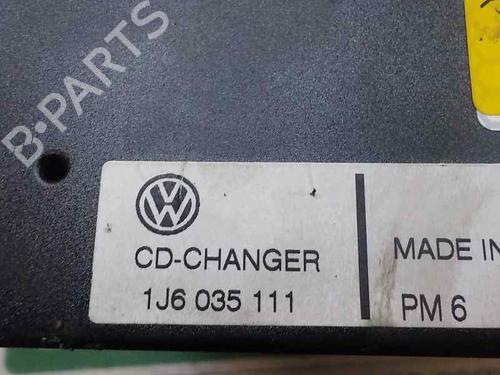 B·PARTS
CD-CHANGER
MADE IN
1J6 035 111
PM 6